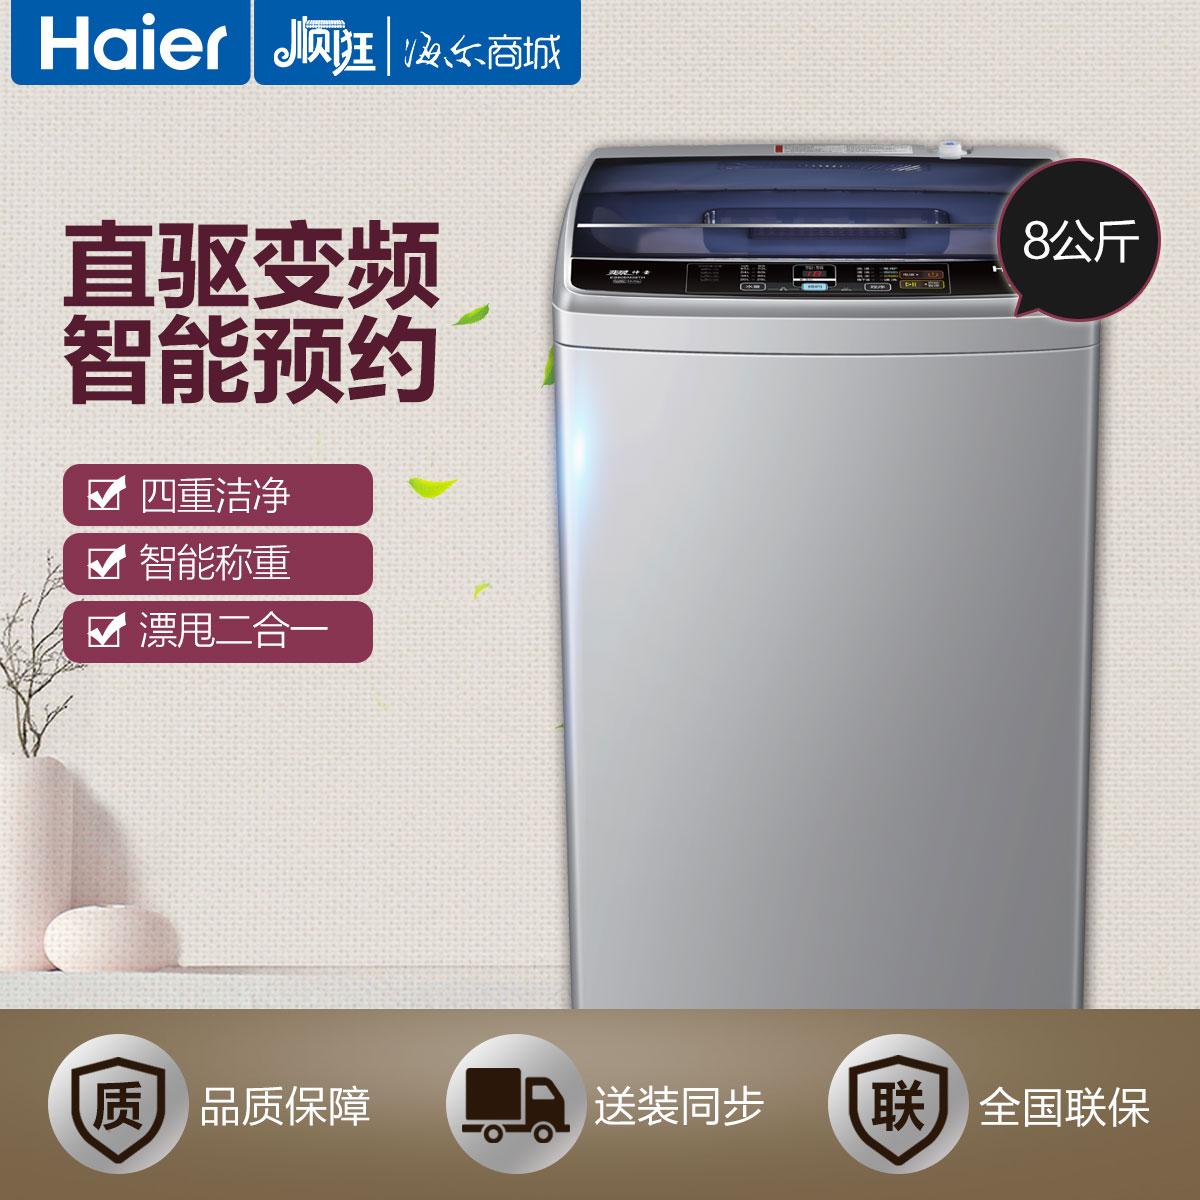 Haier
顺逛 海尔商城
8公斤
直驱变频
智能预约
四重洁净
智能称重
漂甩二合一
质 品质保障
送装同步
联 全国联保